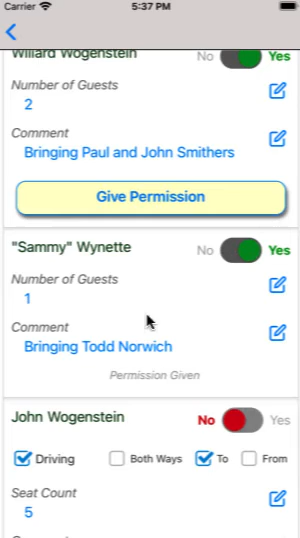 Carrier 5:37 PM
Willard Wogenstein No Yes
Number of Guests
2
Comment
Bringing Paul and John Smithers
Give Permission
"Sammy" Wynette No Yes
Number of Guests
1
Comment
Bringing Todd Norwich
Permission Given
John Wogenstein No Yes
Driving Both Ways To From
Seat Count
5